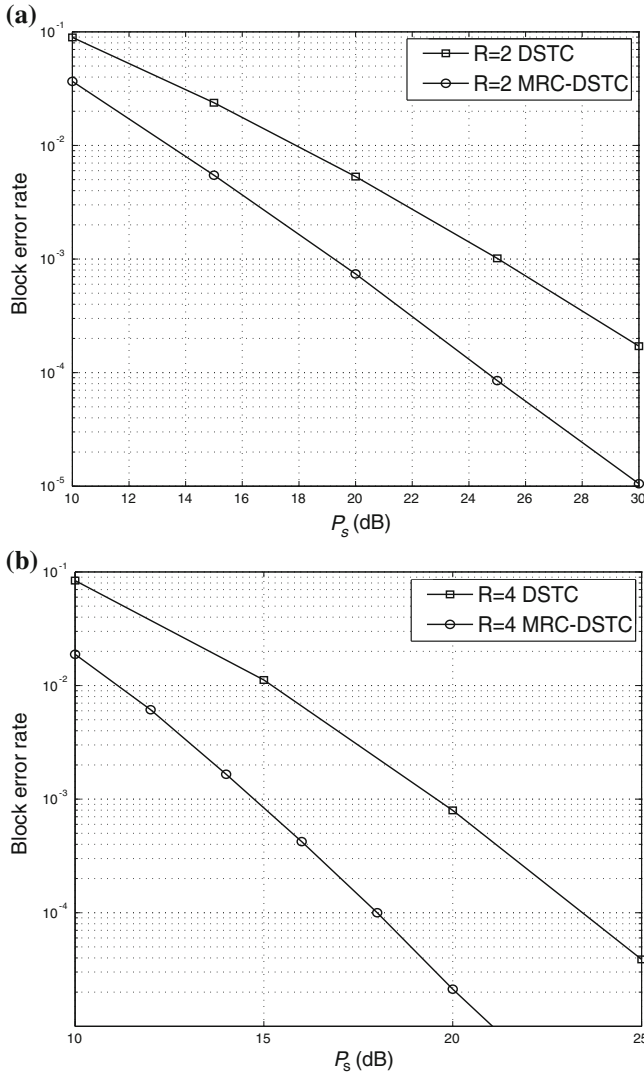 (a)
10^-1
10^-2
10^-3
10^-4
10^-5
Block error rate
R=2 DSTC
R=2 MRC-DSTC
10 12 14 16 18 20 22 24 26 28 30
P_s (dB)
(b)
10^-1
10^-2
10^-3
10^-4
Block error rate
R=4 DSTC
R=4 MRC-DSTC
10 15 20 25
P_s (dB)